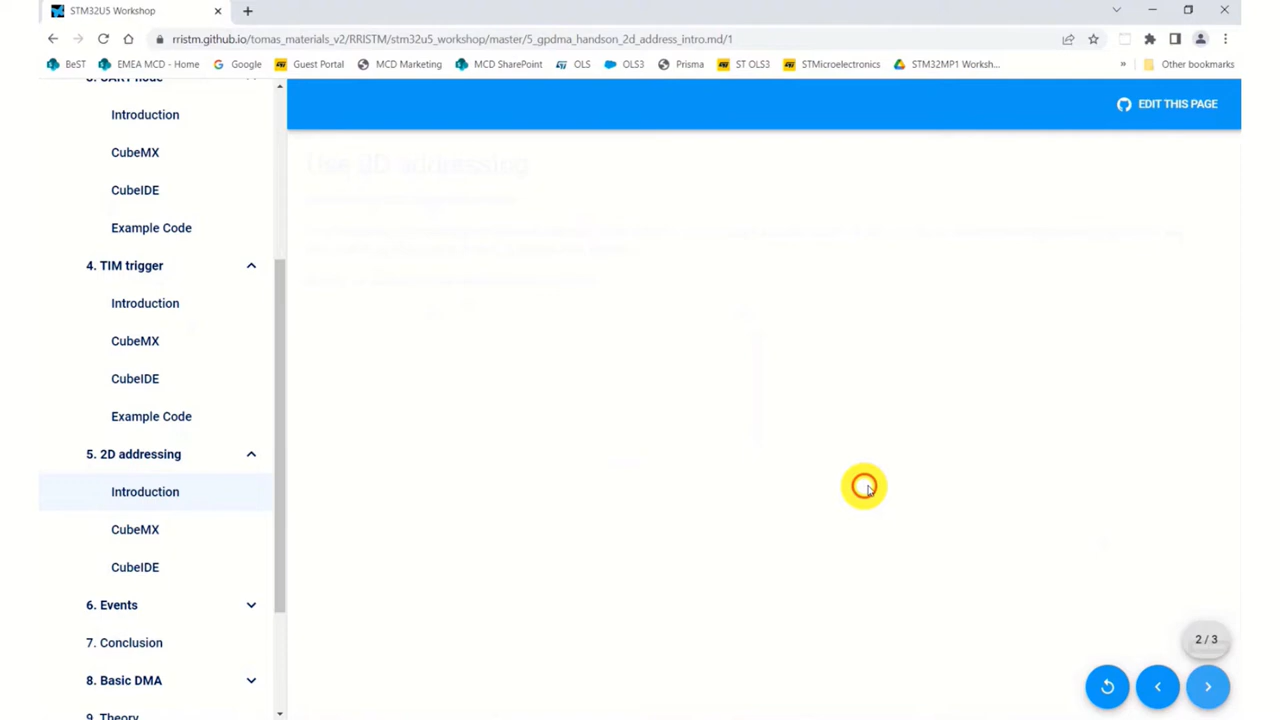 STM32U5 Workshop
rristm.github.io/tomas_materials_v2/RRISTM/stm32u5_workshop/master/5_gpdma_handson_2d_address_intro.md/1
BeST EMEA MCD - Home Google Guest Portal MCD Marketing MCD SharePoint OLS OLS3 Prisma ST OLS3 STMicroelectronics STM32MP1 Worksh... » Other bookmarks
EDIT THIS PAGE
Introduction
CubeMX
CubeIDE
Example Code
4. TIM trigger
Introduction
CubeMX
CubeIDE
Example Code
5. 2D addressing
Introduction
CubeMX
CubeIDE
6. Events
7. Conclusion
8. Basic DMA
9. Theory
Use 2D addressing
2 / 3